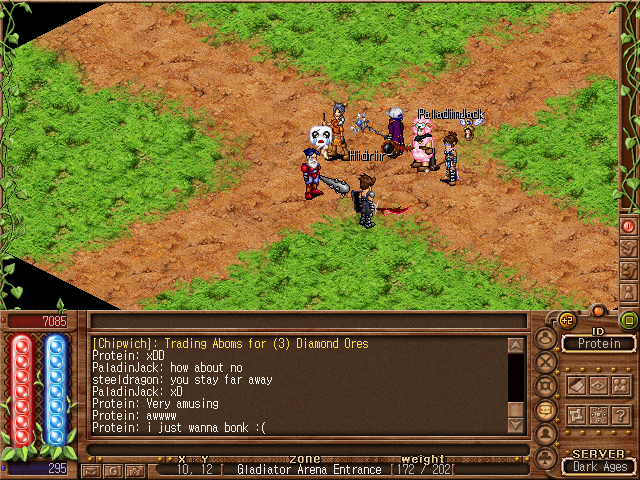 PaladinJack
Hidrir
7085
[Chipwich]: Trading Aboms for (3) Diamond Ores
Protein: xDD
PaladinJack: how about no
steeldragon: you stay far away
PaladinJack: xD
Protein: Very amusing
Protein: awwww
Protein: i just wanna bonk :(
+2
ID
Protein
295
x y zone weight
10, 12 [ Gladiator Arena Entrance [172 / 202[
SERVER
Dark Ages